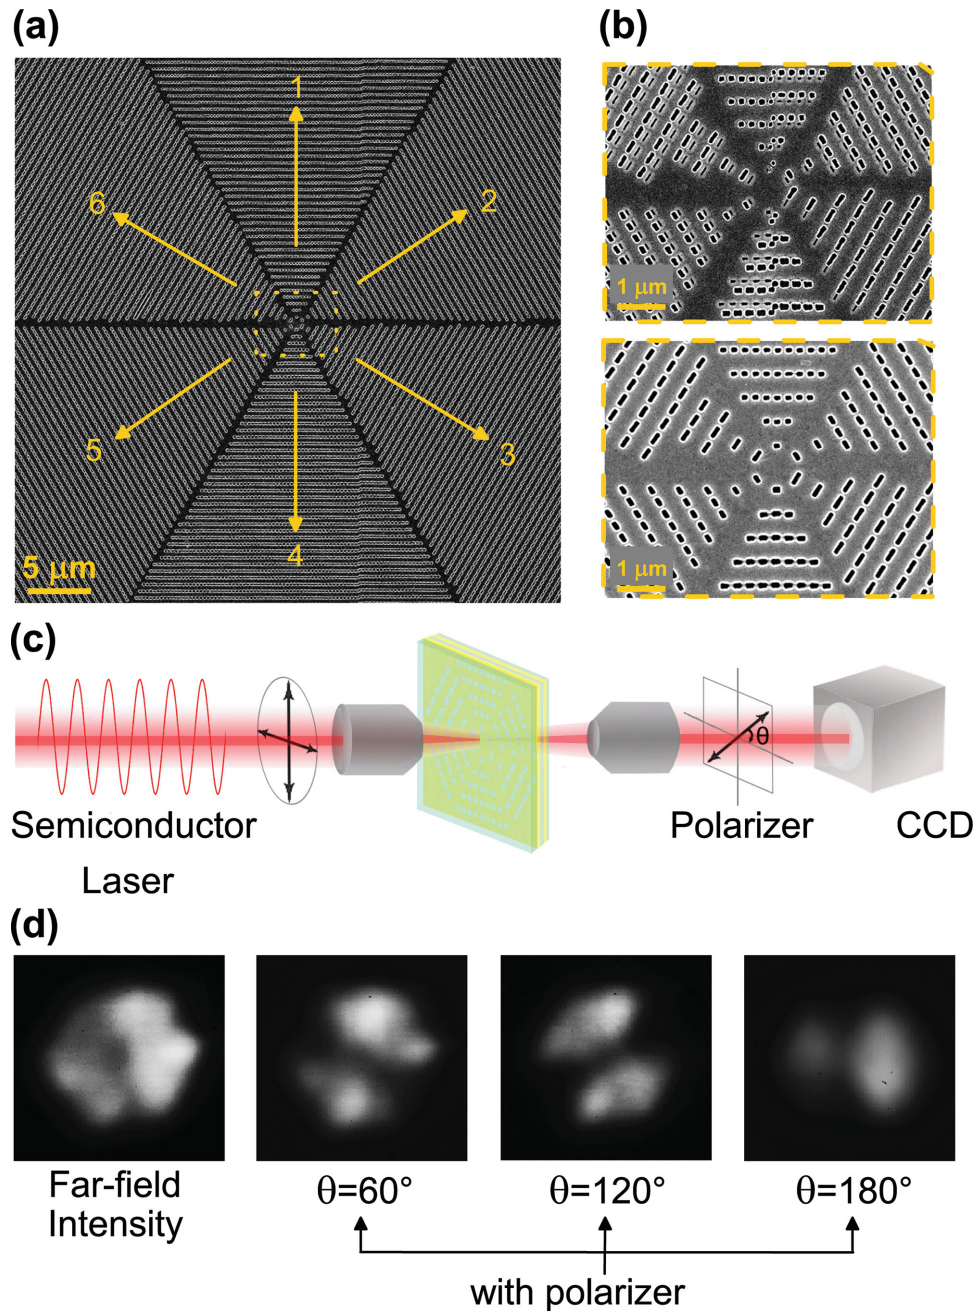 (a)
1
2
3
4
5
6
5 μm
(b)
1 μm
1 μm
(c)
θ
Semiconductor
Laser
Polarizer
CCD
(d)
Far-field
Intensity
θ=60°
θ=120°
θ=180°
with polarizer